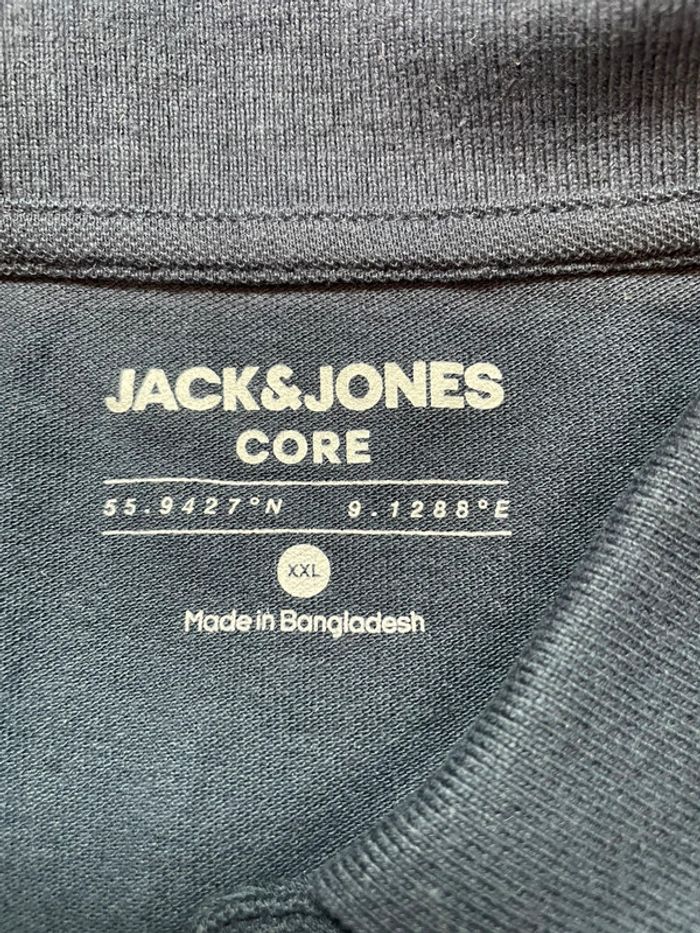 JACK&JONES
CORE
55.9427°N 9.1288°E
XXL
Made in Bangladesh